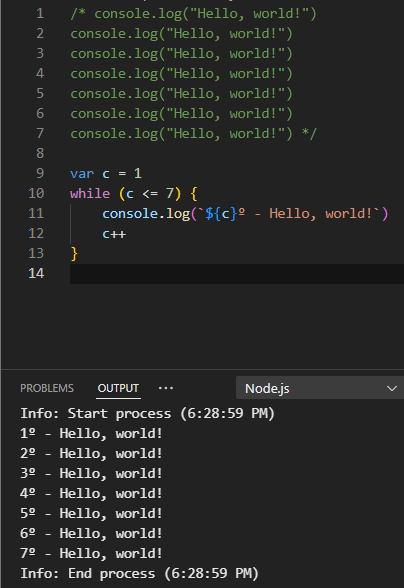 1 /* console.log("Hello, world!")
2 console.log("Hello, world!")
3 console.log("Hello, world!")
4 console.log("Hello, world!")
5 console.log("Hello, world!")
6 console.log("Hello, world!")
7 console.log("Hello, world!") */
8
9 var c = 1
10 while (c <= 7) {
11     console.log(`${c}º - Hello, world!`)
12     c++
13 }
14
PROBLEMS OUTPUT ··· Node.js
Info: Start process (6:28:59 PM)
1º - Hello, world!
2º - Hello, world!
3º - Hello, world!
4º - Hello, world!
5º - Hello, world!
6º - Hello, world!
7º - Hello, world!
Info: End process (6:28:59 PM)